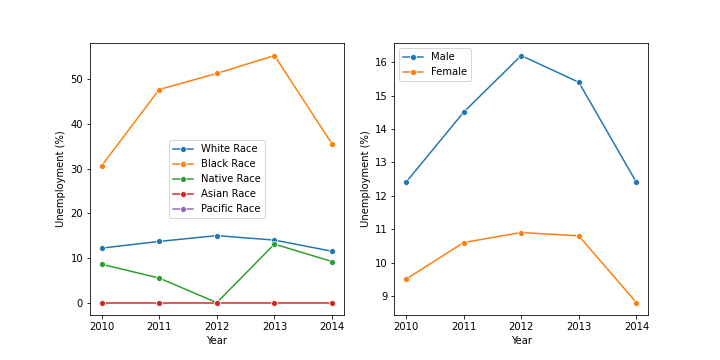 50
40
30
20
10
0
Unemployment (%)
White Race
Black Race
Native Race
Asian Race
Pacific Race
2010 2011 2012 2013 2014
Year
16
15
14
13
12
11
10
9
Unemployment (%)
Male
Female
2010 2011 2012 2013 2014
Year